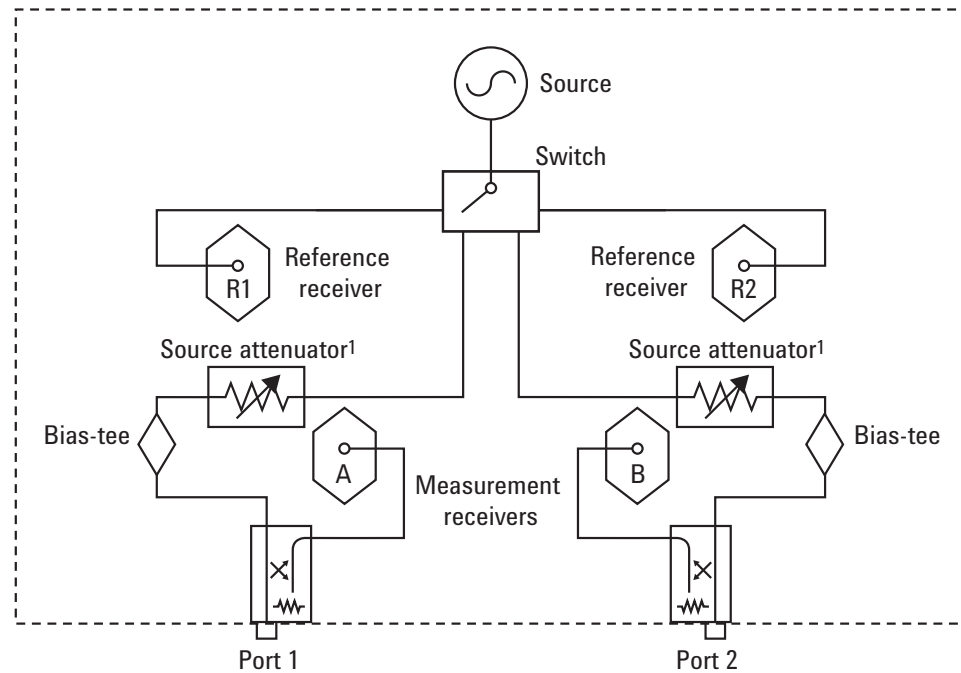 Source
Switch
Reference
receiver
R1
Reference
receiver
R2
Source attenuator1
Source attenuator1
Bias-tee
A
Measurement
receivers
B
Bias-tee
Port 1
Port 2